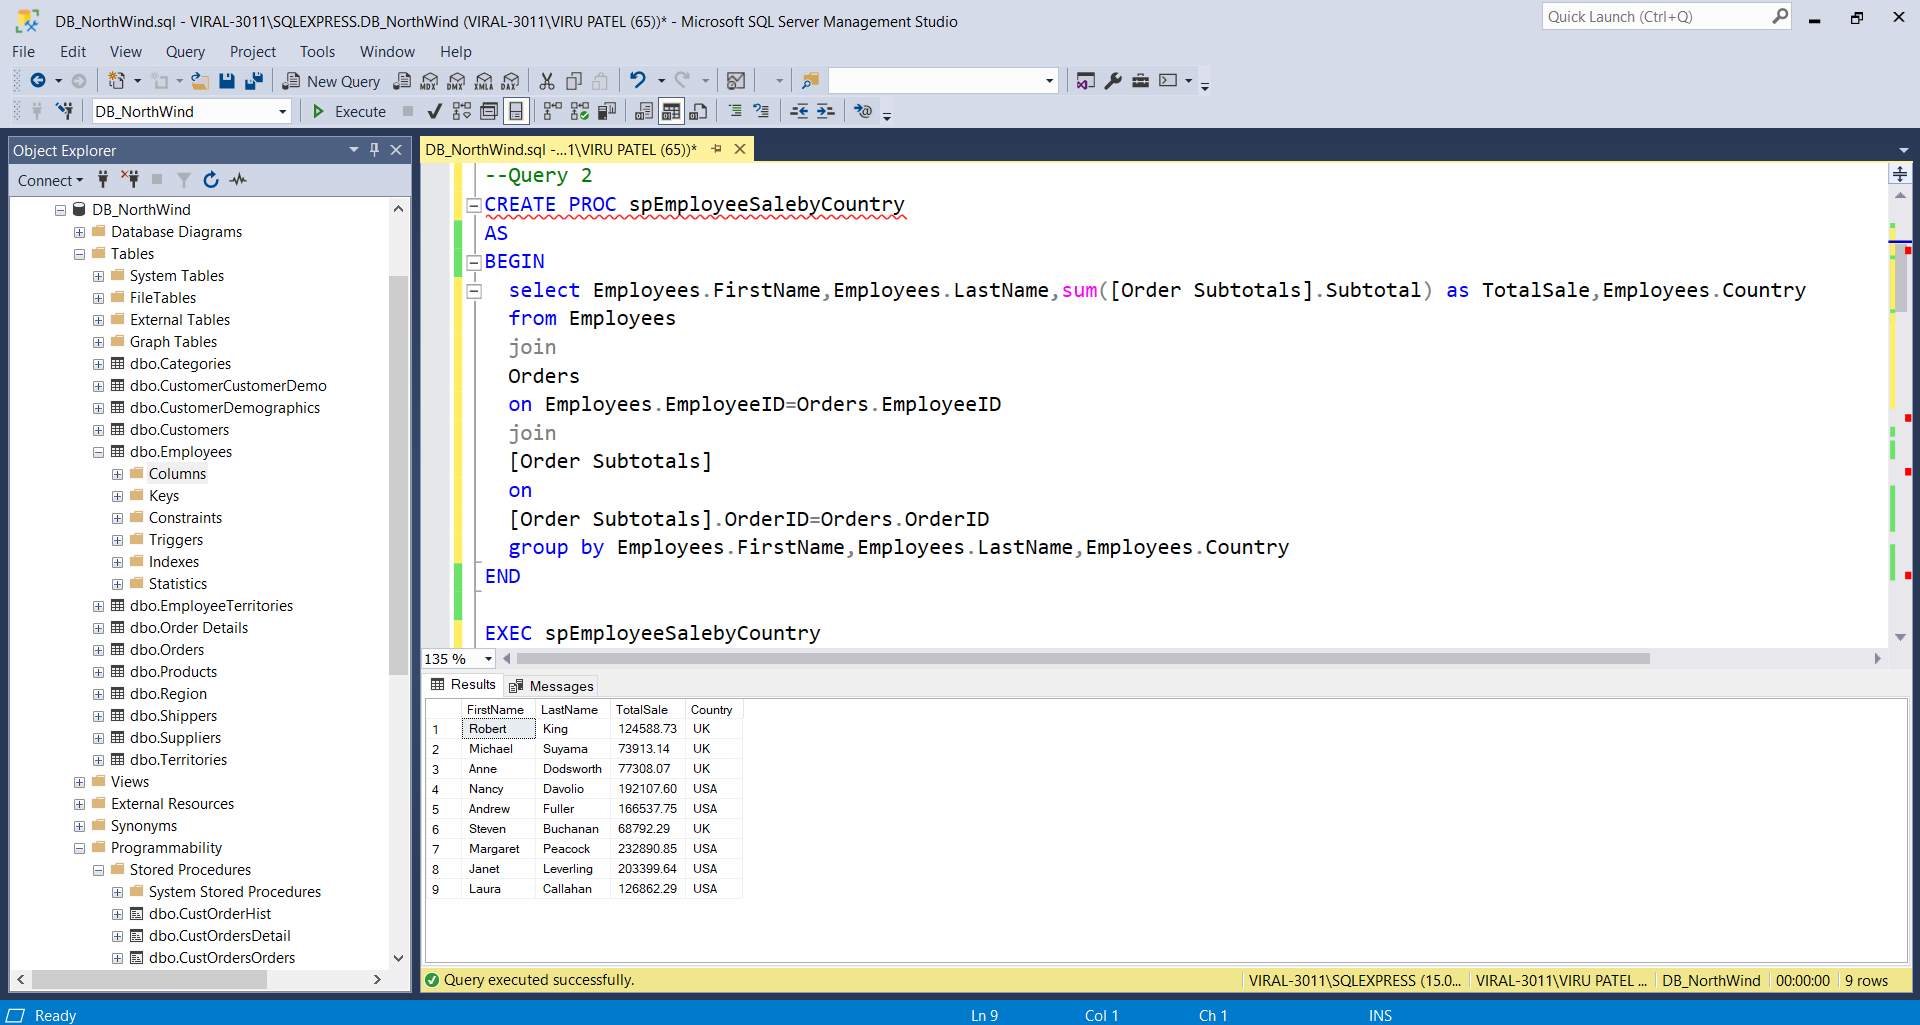 DB_NorthWind.sql - VIRAL-3011\SQLEXPRESS.DB_NorthWind (VIRAL-3011\VIRU PATEL (65))* - Microsoft SQL Server Management Studio
Quick Launch (Ctrl+Q)
File Edit View Query Project Tools Window Help
New Query MDX DMX XMLA DAX
DB_NorthWind Execute
Object Explorer
Connect
DB_NorthWind
Database Diagrams
Tables
System Tables
FileTables
External Tables
Graph Tables
dbo.Categories
dbo.CustomerCustomerDemo
dbo.CustomerDemographics
dbo.Customers
dbo.Employees
Columns
Keys
Constraints
Triggers
Indexes
Statistics
dbo.EmployeeTerritories
dbo.Order Details
dbo.Orders
dbo.Products
dbo.Region
dbo.Shippers
dbo.Suppliers
dbo.Territories
Views
External Resources
Synonyms
Programmability
Stored Procedures
System Stored Procedures
dbo.CustOrderHist
dbo.CustOrdersDetail
dbo.CustOrdersOrders
DB_NorthWind.sql -...1\VIRU PATEL (65))*
--Query 2
CREATE PROC spEmployeeSalebyCountry
AS
BEGIN
select Employees.FirstName,Employees.LastName,sum([Order Subtotals].Subtotal) as TotalSale,Employees.Country
from Employees
join
Orders
on Employees.EmployeeID=Orders.EmployeeID
join
[Order Subtotals]
on
[Order Subtotals].OrderID=Orders.OrderID
group by Employees.FirstName,Employees.LastName,Employees.Country
END
EXEC spEmployeeSalebyCountry
135 %
Results Messages
FirstName LastName TotalSale Country
1 Robert King 124588.73 UK
2 Michael Suyama 73913.14 UK
3 Anne Dodsworth 77308.07 UK
4 Nancy Davolio 192107.60 USA
5 Andrew Fuller 166537.75 USA
6 Steven Buchanan 68792.29 UK
7 Margaret Peacock 232890.85 USA
8 Janet Leverling 203399.64 USA
9 Laura Callahan 126862.29 USA
Query executed successfully. VIRAL-3011\SQLEXPRESS (15.0... VIRAL-3011\VIRU PATEL ... DB_NorthWind 00:00:00 9 rows
Ready Ln 9 Col 1 Ch 1 INS